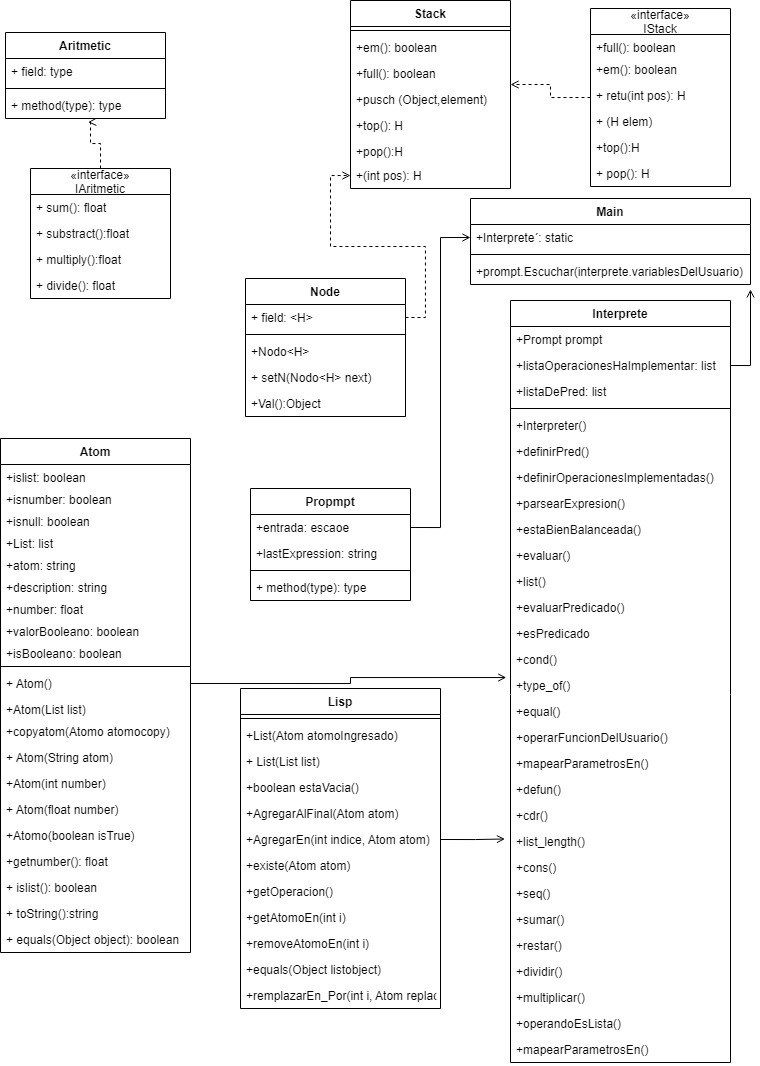 Aritmetic
+ field: type
+ method(type): type
«interface»
IAritmetic
+ sum(): float
+ substract():float
+ multiply():float
+ divide(): float
Stack
+em(): boolean
+full(): boolean
+pusch (Object,element)
+top(): H
+pop():H
+(int pos): H
«interface»
IStack
+full(): boolean
+em(): boolean
+ retu(int pos): H
+ (H elem)
+top():H
+ pop(): H
Main
+Interprete´: static
+prompt.Escuchar(interprete.variablesDelUsuario)
Node
+ field: <H>
+Nodo<H>
+ setN(Nodo<H> next)
+Val():Object
Interprete
+Prompt prompt
+listaOperacionesHaImplementar: list
+listaDePred: list
+Interpreter()
+definirPred()
+definirOperacionesImplementadas()
+parsearExpresion()
+estaBienBalanceada()
+evaluar()
+list()
+evaluarPredicado()
+esPredicado
+cond()
+type_of()
+equal()
+operarFuncionDelUsuario()
+mapearParametrosEn()
+defun()
+cdr()
+list_length()
+cons()
+seq()
+sumar()
+restar()
+dividir()
+multiplicar()
+operandoEsLista()
+mapearParametrosEn()
Atom
+islist: boolean
+isnumber: boolean
+isnull: boolean
+List: list
+atom: string
+description: string
+number: float
+valorBooleano: boolean
+isBooleano: boolean
+ Atom()
+Atom(List list)
+copyatom(Atomo atomocopy)
+ Atom(String atom)
+Atom(int number)
+ Atom(float number)
+Atomo(boolean isTrue)
+getnumber(): float
+ islist(): boolean
+ toString():string
+ equals(Object object): boolean
Propmpt
+entrada: escaoe
+lastExpression: string
+ method(type): type
Lisp
+List(Atom atomoIngresado)
+ List(List list)
+boolean estaVacia()
+AgregarAlFinal(Atom atom)
+AgregarEn(int indice, Atom atom)
+existe(Atom atom)
+getOperacion()
+getAtomoEn(int i)
+removeAtomoEn(int i)
+equals(Object listobject)
+remplazarEn_Por(int i, Atom replac